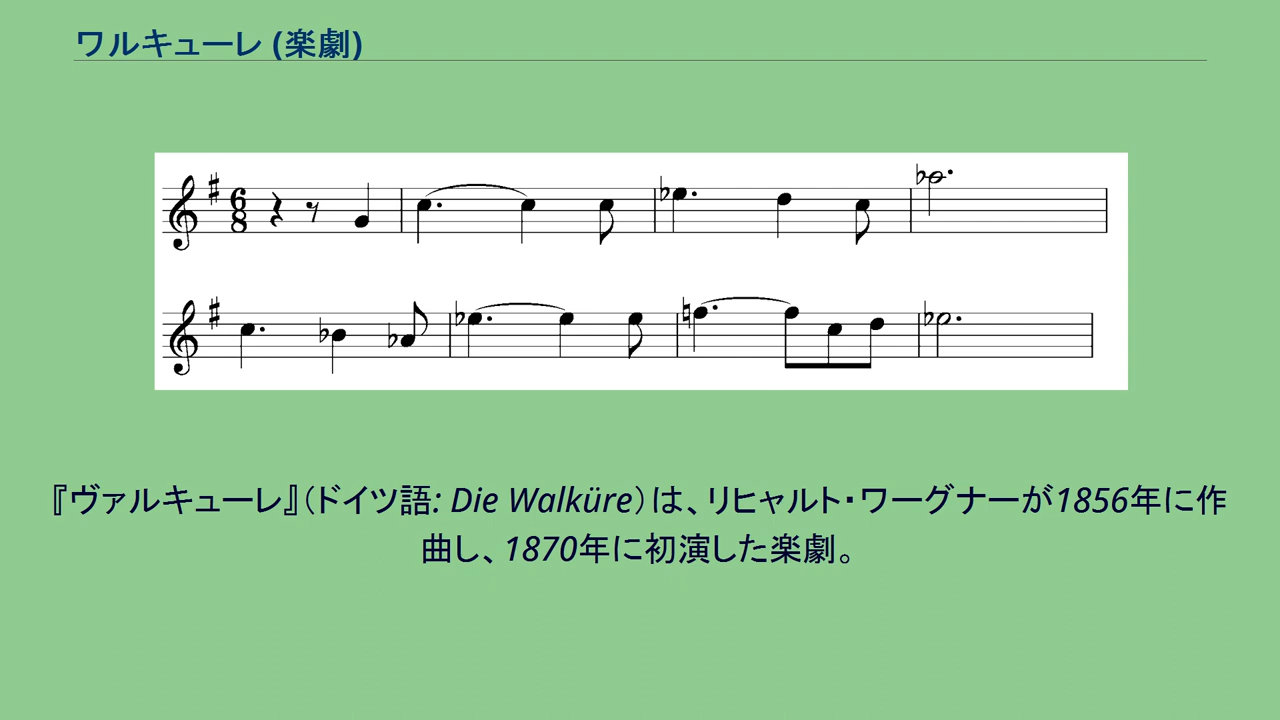 ワルキューレ (楽劇)
6
8
『ヴァルキューレ』（ドイツ語: Die Walküre）は、リヒャルト・ワーグナーが1856年に作
曲し、1870年に初演した楽劇。